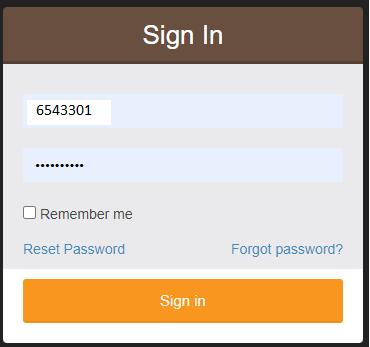 Sign In
6543301
••••••••••
Remember me
Reset Password Forgot password?
Sign in